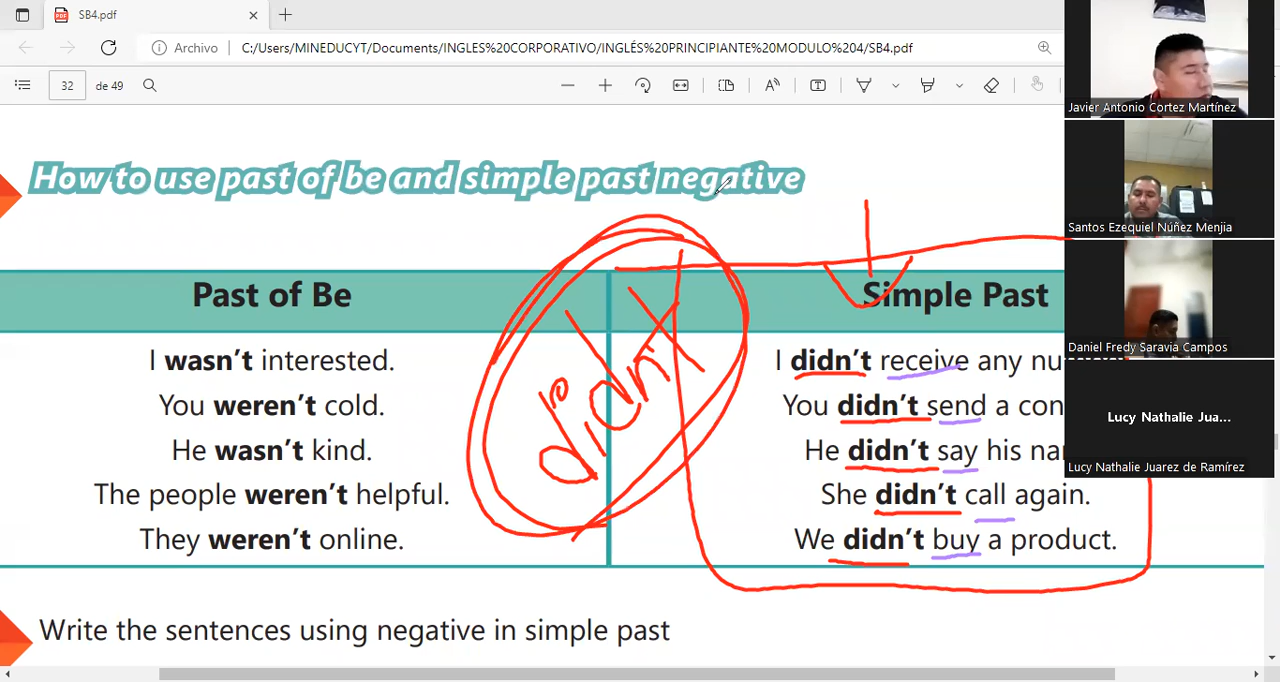 SB4.pdf
Archivo C:/Users/MINEDUCYT/Documents/INGLES%20CORPORATIVO/INGLÉS%20PRINCIPIANTE%20MODULO%204/SB4.pdf
32 de 49
How to use past of be and simple past negative
Past of Be
I wasn't interested.
You weren't cold.
He wasn't kind.
The people weren't helpful.
They weren't online.
didn't
Simple Past
I didn't receive any
You didn't send a
He didn't say his
She didn't call again.
We didn't buy a product.
Write the sentences using negative in simple past
Javier Antonio Cortez Martínez
Santos Ezequiel Núñez Menjia
Daniel Fredy Saravia Campos
Lucy Nathalie Jua...
Lucy Nathalie Juarez de Ramírez